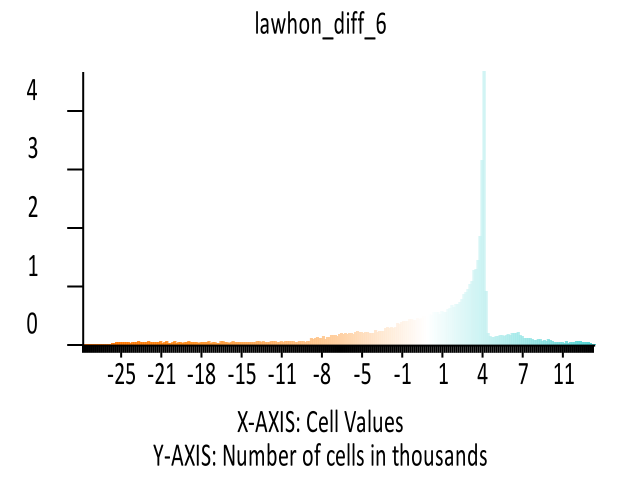 lawhon_diff_6
4
3
2
1
0
-25 -21 -18 -15 -11 -8 -5 -1 1 4 7 11
X-AXIS: Cell Values
Y-AXIS: Number of cells in thousands